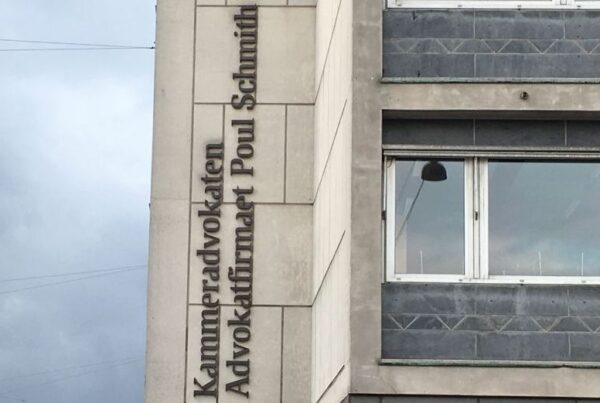 Kammeradvokaten
Advokatfirmaet Poul Schmith